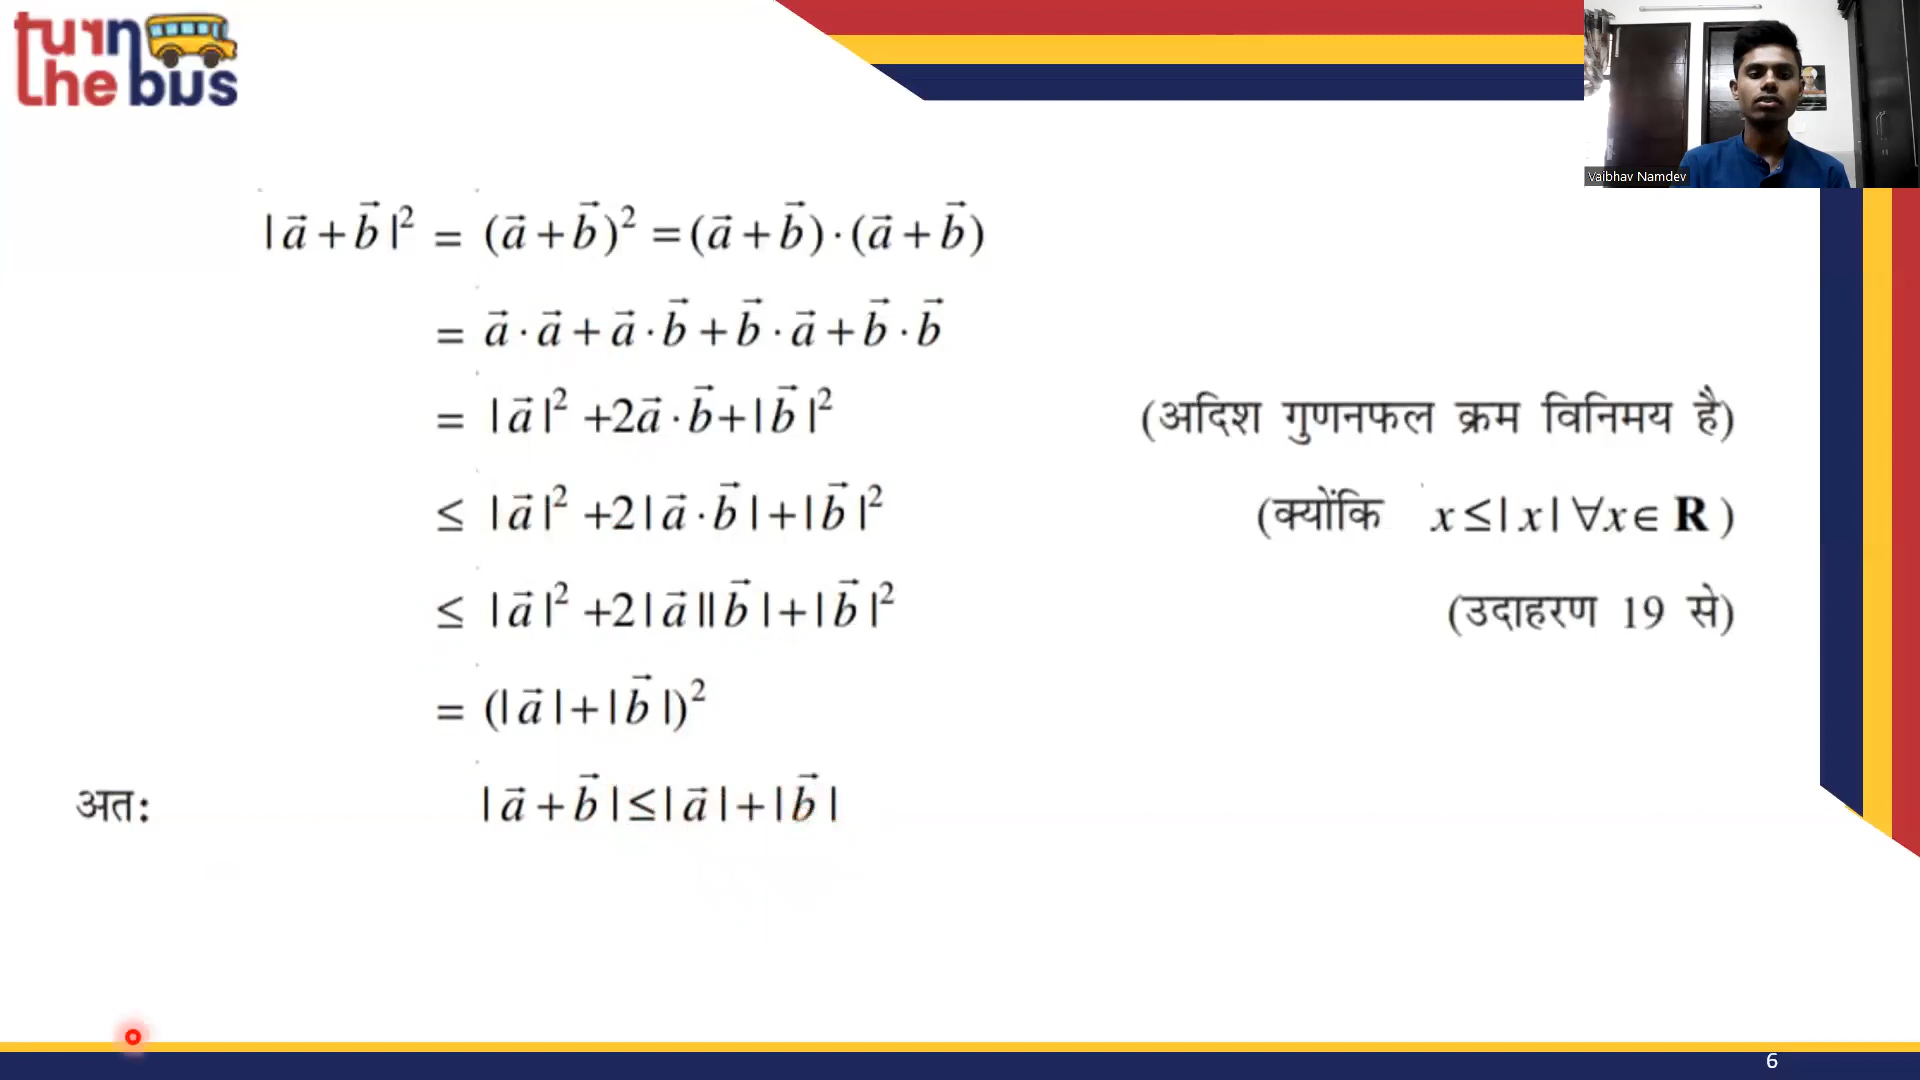 turn
the bus
Vaibhav Namdev
|a⃗ + b⃗|² = (a⃗ + b⃗)² = (a⃗ + b⃗) · (a⃗ + b⃗)
= a⃗ · a⃗ + a⃗ · b⃗ + b⃗ · a⃗ + b⃗ · b⃗
= |a⃗|² + 2a⃗ · b⃗ + |b⃗|² (अदिश गुणनफल क्रम विनिमय है)
≤ |a⃗|² + 2|a⃗ · b⃗| + |b⃗|² (क्योंकि x ≤ |x| ∀x ∈ R)
≤ |a⃗|² + 2|a⃗||b⃗| + |b⃗|² (उदाहरण 19 से)
= (|a⃗| + |b⃗|)²
अतः |a⃗ + b⃗| ≤ |a⃗| + |b⃗|
6